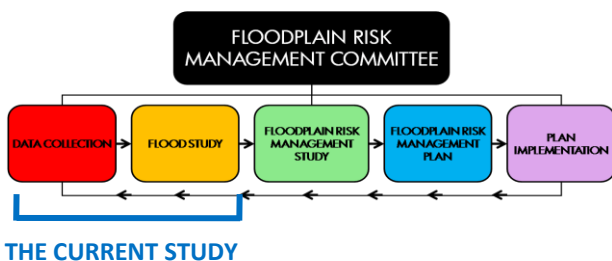 FLOODPLAIN RISK
MANAGEMENT COMMITTEE
DATA COLLECTION
FLOOD STUDY
FLOODPLAIN RISK
MANAGEMENT
STUDY
FLOODPLAIN RISK
MANAGEMENT
PLAN
PLAN
IMPLEMENTATION
THE CURRENT STUDY